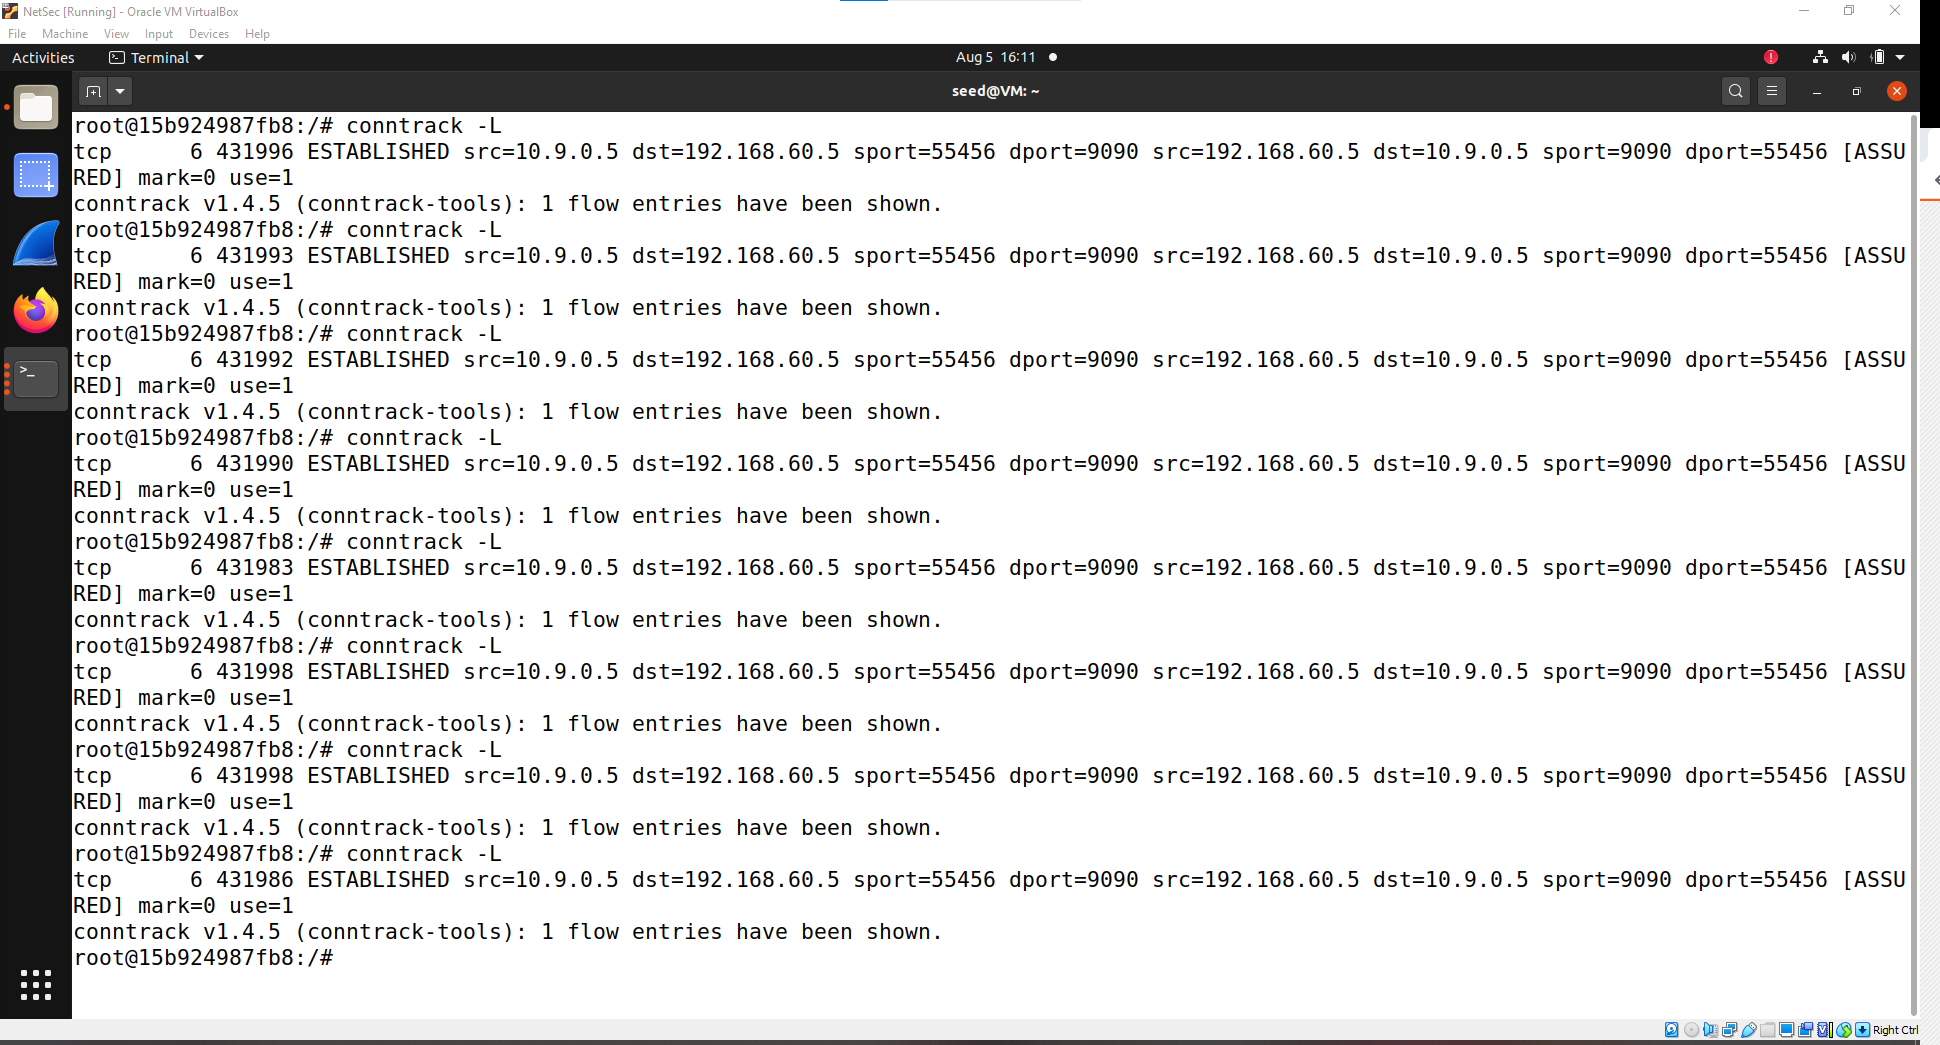 NetSec [Running] - Oracle VM VirtualBox
File Machine View Input Devices Help
Activities Terminal Aug 5 16:11
seed@VM: ~
root@15b924987fb8:/# conntrack -L
tcp      6 431996 ESTABLISHED src=10.9.0.5 dst=192.168.60.5 sport=55456 dport=9090 src=192.168.60.5 dst=10.9.0.5 sport=9090 dport=55456 [ASSU
RED] mark=0 use=1
conntrack v1.4.5 (conntrack-tools): 1 flow entries have been shown.
root@15b924987fb8:/# conntrack -L
tcp      6 431993 ESTABLISHED src=10.9.0.5 dst=192.168.60.5 sport=55456 dport=9090 src=192.168.60.5 dst=10.9.0.5 sport=9090 dport=55456 [ASSU
RED] mark=0 use=1
conntrack v1.4.5 (conntrack-tools): 1 flow entries have been shown.
root@15b924987fb8:/# conntrack -L
tcp      6 431992 ESTABLISHED src=10.9.0.5 dst=192.168.60.5 sport=55456 dport=9090 src=192.168.60.5 dst=10.9.0.5 sport=9090 dport=55456 [ASSU
RED] mark=0 use=1
conntrack v1.4.5 (conntrack-tools): 1 flow entries have been shown.
root@15b924987fb8:/# conntrack -L
tcp      6 431990 ESTABLISHED src=10.9.0.5 dst=192.168.60.5 sport=55456 dport=9090 src=192.168.60.5 dst=10.9.0.5 sport=9090 dport=55456 [ASSU
RED] mark=0 use=1
conntrack v1.4.5 (conntrack-tools): 1 flow entries have been shown.
root@15b924987fb8:/# conntrack -L
tcp      6 431983 ESTABLISHED src=10.9.0.5 dst=192.168.60.5 sport=55456 dport=9090 src=192.168.60.5 dst=10.9.0.5 sport=9090 dport=55456 [ASSU
RED] mark=0 use=1
conntrack v1.4.5 (conntrack-tools): 1 flow entries have been shown.
root@15b924987fb8:/# conntrack -L
tcp      6 431998 ESTABLISHED src=10.9.0.5 dst=192.168.60.5 sport=55456 dport=9090 src=192.168.60.5 dst=10.9.0.5 sport=9090 dport=55456 [ASSU
RED] mark=0 use=1
conntrack v1.4.5 (conntrack-tools): 1 flow entries have been shown.
root@15b924987fb8:/# conntrack -L
tcp      6 431998 ESTABLISHED src=10.9.0.5 dst=192.168.60.5 sport=55456 dport=9090 src=192.168.60.5 dst=10.9.0.5 sport=9090 dport=55456 [ASSU
RED] mark=0 use=1
conntrack v1.4.5 (conntrack-tools): 1 flow entries have been shown.
root@15b924987fb8:/# conntrack -L
tcp      6 431986 ESTABLISHED src=10.9.0.5 dst=192.168.60.5 sport=55456 dport=9090 src=192.168.60.5 dst=10.9.0.5 sport=9090 dport=55456 [ASSU
RED] mark=0 use=1
conntrack v1.4.5 (conntrack-tools): 1 flow entries have been shown.
root@15b924987fb8:/#
Right Ctrl